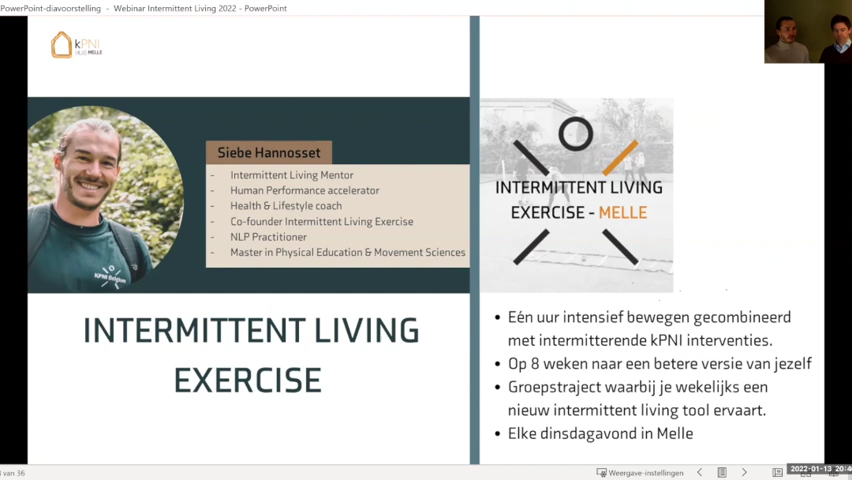 PowerPoint-diavoorstelling - Webinar Intermittent Living 2022 - PowerPoint
kPNI
HUIS MELLE
Siebe Hannosset
- Intermittent Living Mentor
- Human Performance accelerator
- Health & Lifestyle coach
- Co-founder Intermittent Living Exercise
- NLP Practitioner
- Master in Physical Education & Movement Sciences
KPNI Belgium
INTERMITTENT LIVING
EXERCISE
INTERMITTENT LIVING
EXERCISE - MELLE
• Eén uur intensief bewegen gecombineerd
met intermitterende kPNI interventies.
• Op 8 weken naar een betere versie van jezelf
• Groepstraject waarbij je wekelijks een
nieuw intermittent living tool ervaart.
• Elke dinsdagavond in Melle
van 36
Weergave-instellingen
2022-01-13